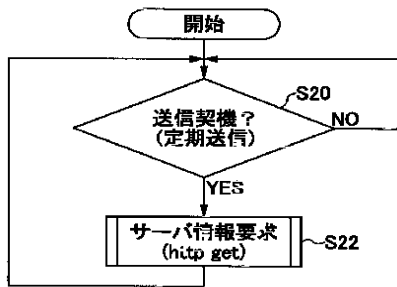 開始
送信契機？
S20
(定期送信)
NO
YES
サーバ情報要求
(http get)
S22